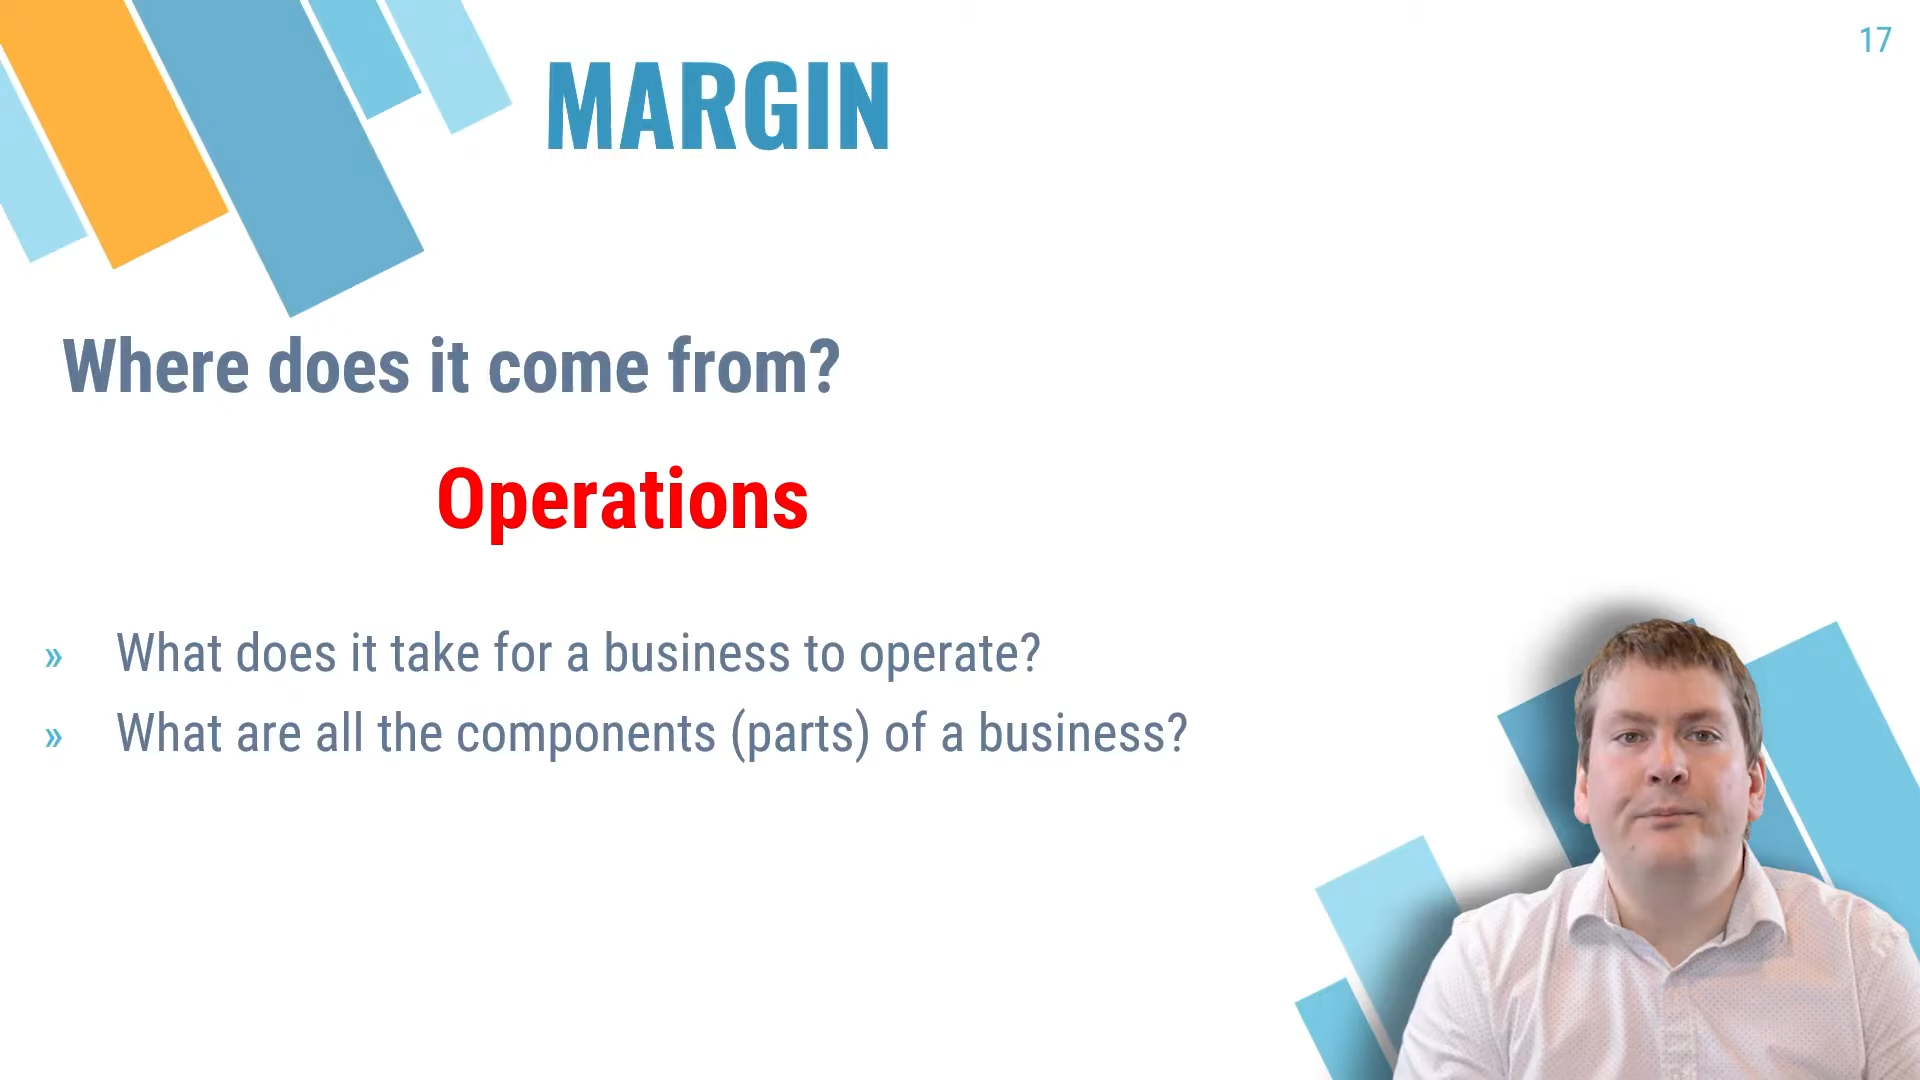 17
MARGIN
Where does it come from?
Operations
» What does it take for a business to operate?
» What are all the components (parts) of a business?